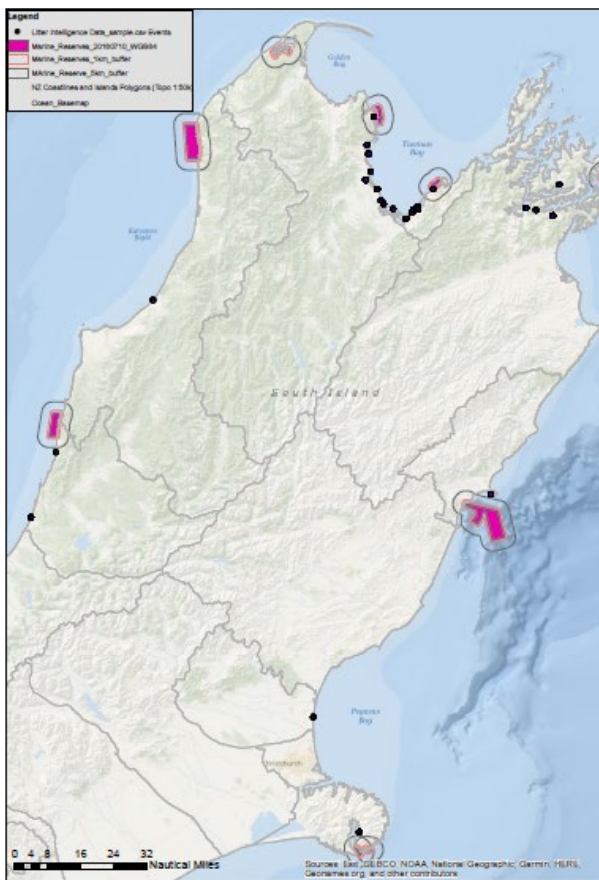 Legend
Litter Intelligence Data_sample.csv Events
Marine_Reserves_20180710_WGS84
Marine_Reserves_1km_buffer
MArine_Reserve_5km_buffer
NZ Coastlines and Islands Polygons (Topo 1:50k)
Ocean_Basemap
Golden
Bay
Tasman
Bay
Karamea
Bight
South Island
Pegasus
Bay
Christchurch
0 4 8 16 24 32
Nautical Miles
Sources: Esri, GEBCO, NOAA, National Geographic, Garmin, HERE,
Geonames.org, and other contributors